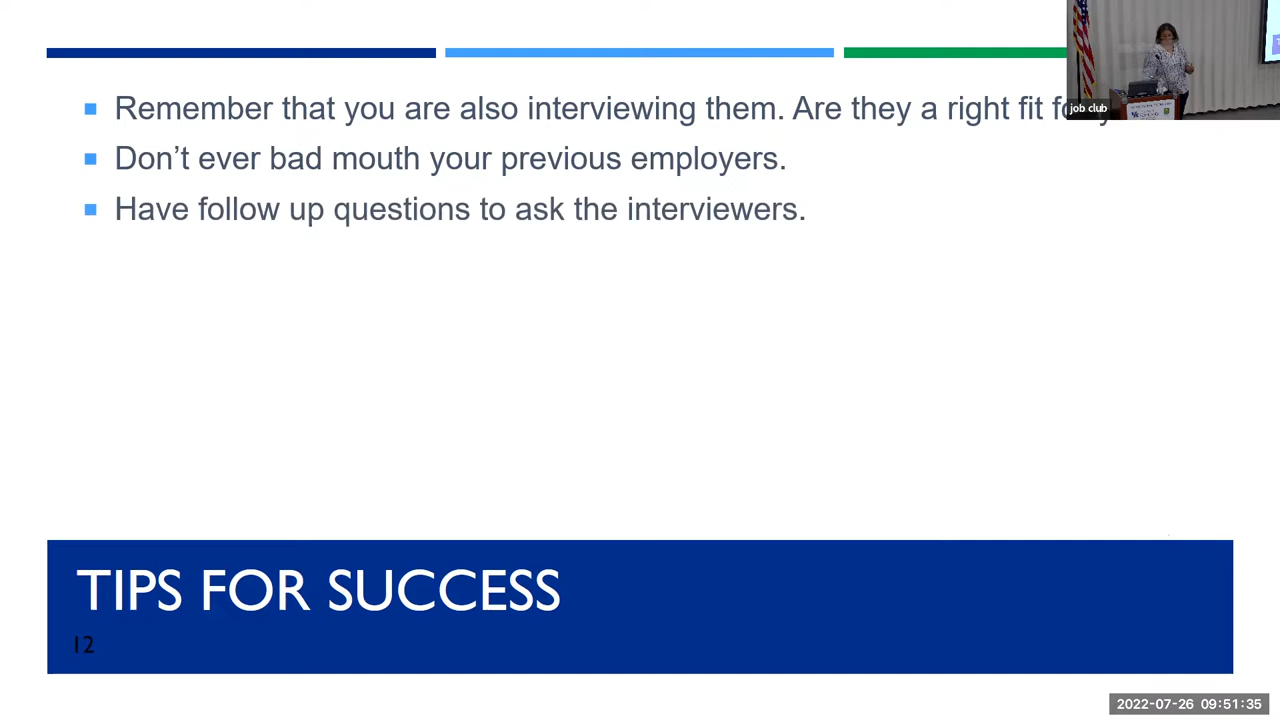 Remember that you are also interviewing them. Are they a right fit
Don’t ever bad mouth your previous employers.
Have follow up questions to ask the interviewers.
job club
TIPS FOR SUCCESS
12
2022-07-26 09:51:35